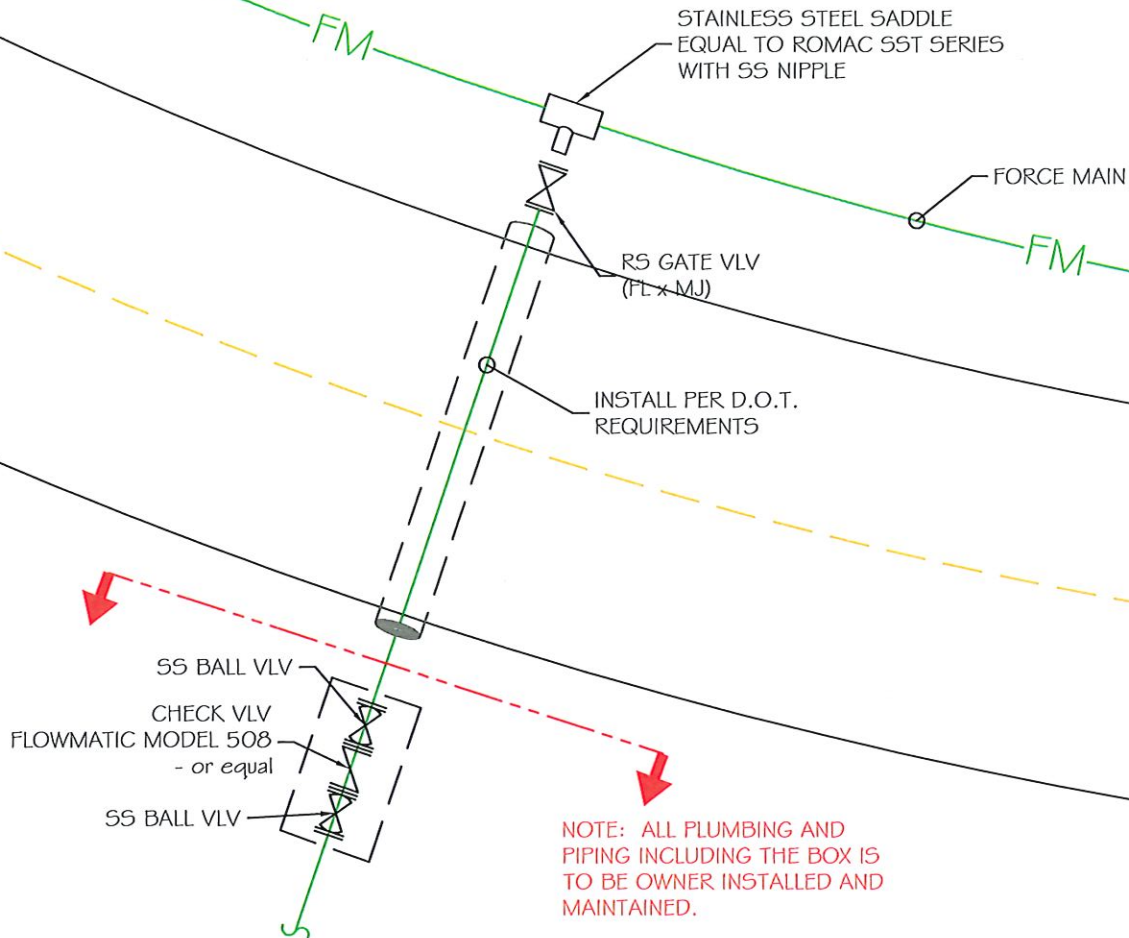 FM
STAINLESS STEEL SADDLE
EQUAL TO ROMAC SST SERIES
WITH SS NIPPLE
FORCE MAIN
FM
RS GATE VLV
(FL x MJ)
INSTALL PER D.O.T.
REQUIREMENTS
SS BALL VLV
CHECK VLV
FLOWMATIC MODEL 508
- or equal
SS BALL VLV
NOTE: ALL PLUMBING AND
PIPING INCLUDING THE BOX IS
TO BE OWNER INSTALLED AND
MAINTAINED.
S